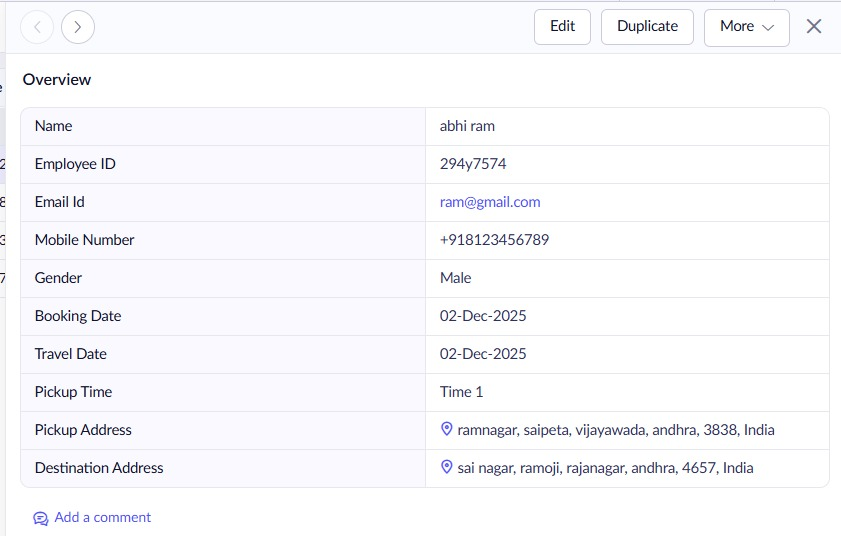 Edit Duplicate More
Overview
Name abhi ram
Employee ID 294y7574
Email Id ram@gmail.com
Mobile Number +918123456789
Gender Male
Booking Date 02-Dec-2025
Travel Date 02-Dec-2025
Pickup Time Time 1
Pickup Address ramnagar, saipeta, vijayawada, andhra, 3838, India
Destination Address sai nagar, ramoji, rajanagar, andhra, 4657, India
Add a comment